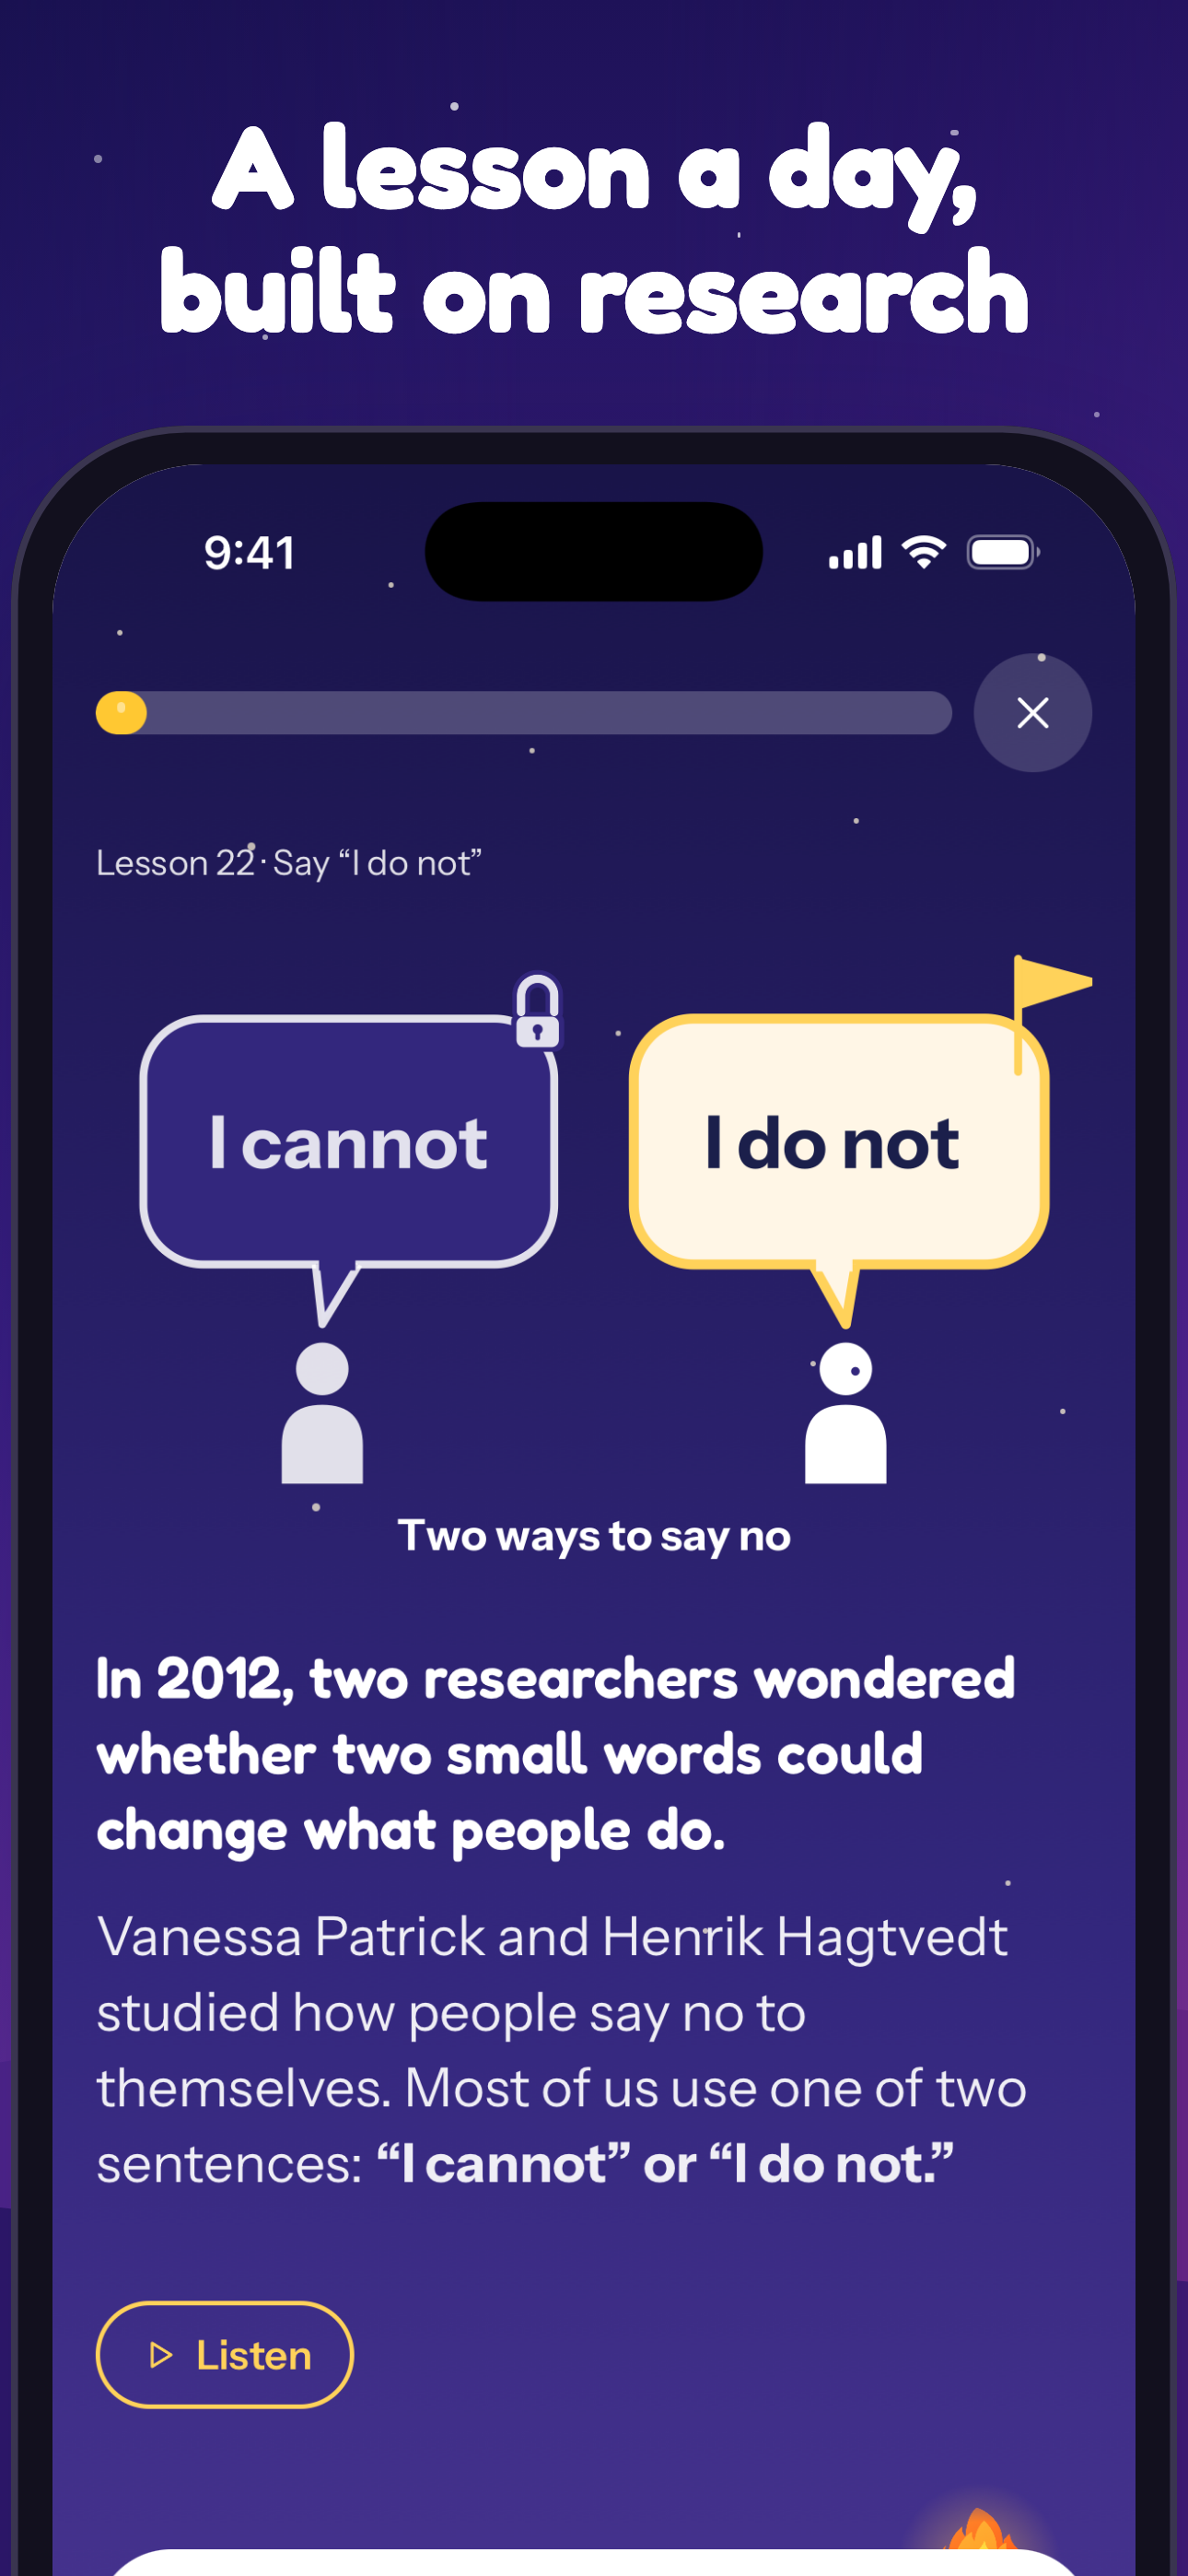 A lesson a day,
built on research
9:41
Lesson 22 · Say “I do not”
I cannot
I do not
Two ways to say no
In 2012, two researchers wondered
whether two small words could
change what people do.
Vanessa Patrick and Henrik Hagtvedt
studied how people say no to
themselves. Most of us use one of two
sentences: “I cannot” or “I do not.”
Listen